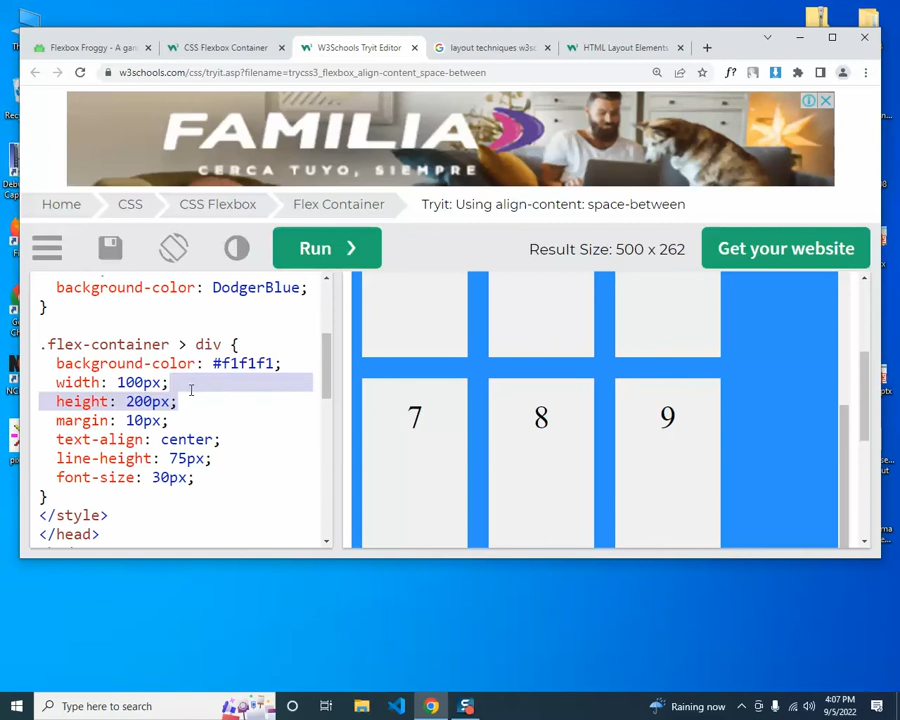 Flexbox Froggy - A gam
CSS Flexbox Container
W3Schools Tryit Editor
layout techniques w3sc
HTML Layout Elements
w3schools.com/css/tryit.asp?filename=trycss3_flexbox_align-content_space-between
f?
FAMILIA
CERCA TUYO, SIEMPRE
Home
CSS
CSS Flexbox
Flex Container
Tryit: Using align-content: space-between
Run ❯
Result Size: 500 x 262
Get your website
background-color: DodgerBlue;
}
.flex-container > div {
background-color: #f1f1f1;
width: 100px;
height: 200px;
margin: 10px;
text-align: center;
line-height: 75px;
font-size: 30px;
}
</style>
</head>
7 8 9
Type here to search
Raining now
4:07 PM
9/5/2022